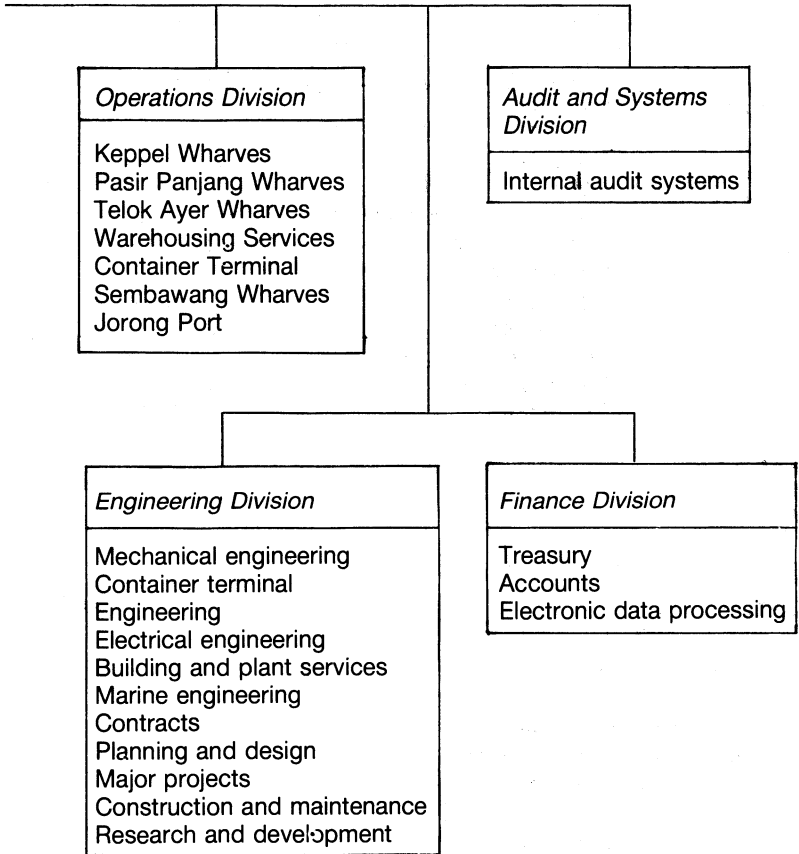 Operations Division
Keppel Wharves
Pasir Panjang Wharves
Telok Ayer Wharves
Warehousing Services
Container Terminal
Sembawang Wharves
Jorong Port
Audit and Systems
Division
Internal audit systems
Engineering Division
Mechanical engineering
Container terminal
Engineering
Electrical engineering
Building and plant services
Marine engineering
Contracts
Planning and design
Major projects
Construction and maintenance
Research and development
Finance Division
Treasury
Accounts
Electronic data processing